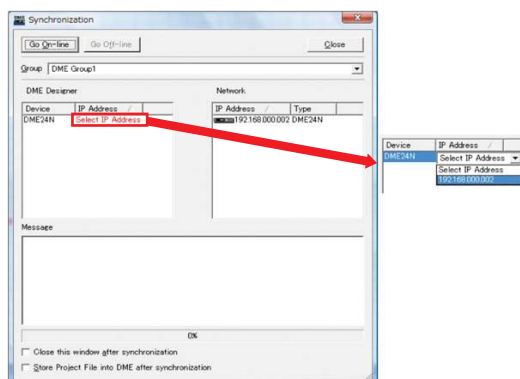 Synchronization
Go On-line Go Off-line Close
Group DME Group1
DME Designer Network
Device IP Address IP Address Type
DME24N Select IP Address 192.168.000.002 DME24N
Device IP Address
DME24N Select IP Address
Select IP Address
192.168.000.002
Message
0%
Close this window after synchronization
Store Project File into DME after synchronization